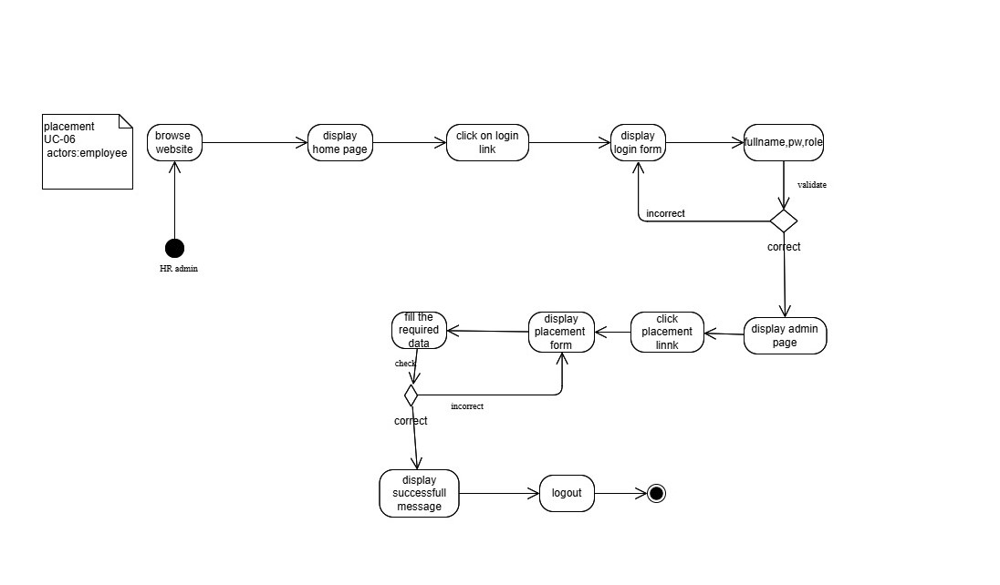 placement
UC-06
actors:employee
browse
website
display
home page
click on login
link
display
login form
fullname,pw,role
validate
incorrect
correct
HR admin
fill the
required
data
display
placement
form
click
placement
linnk
display admin
page
check
incorrect
correct
display
successfull
message
logout